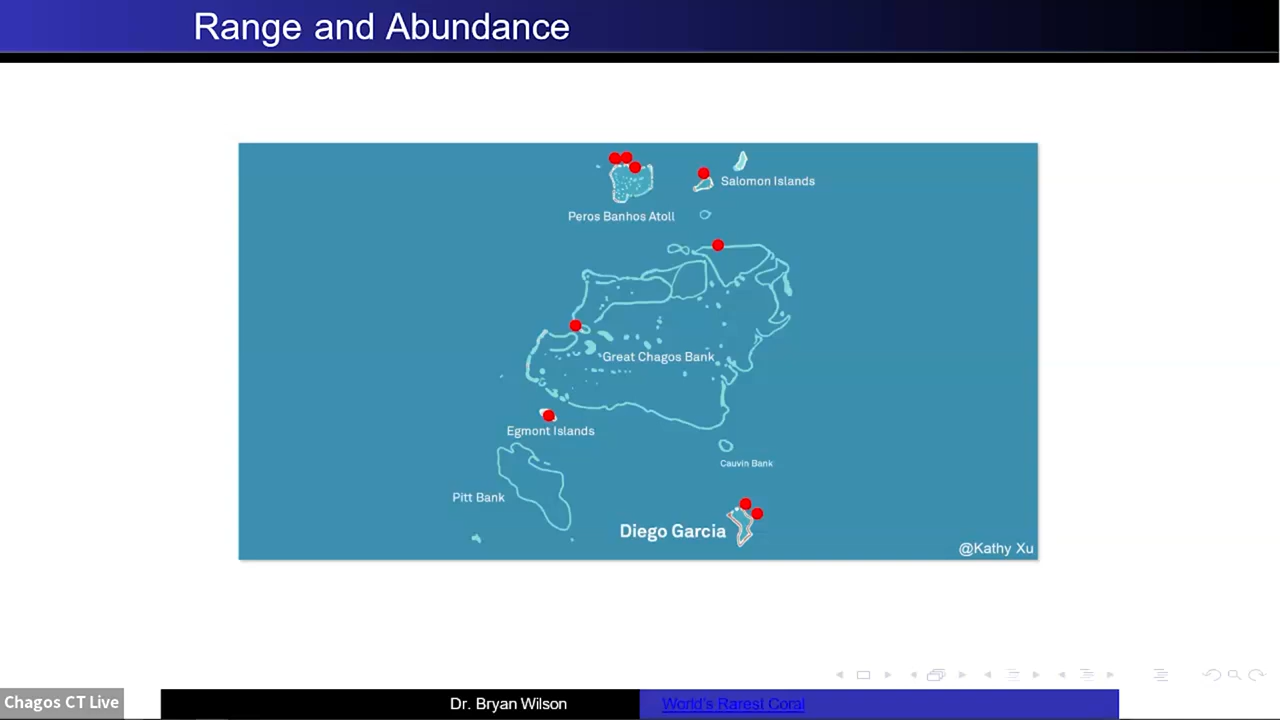 Range and Abundance
Salomon Islands
Peros Banhos Atoll
Great Chagos Bank
Egmont Islands
Cauvin Bank
Pitt Bank
Diego Garcia
@Kathy Xu
Chagos CT Live
Dr. Bryan Wilson
World's Rarest Coral